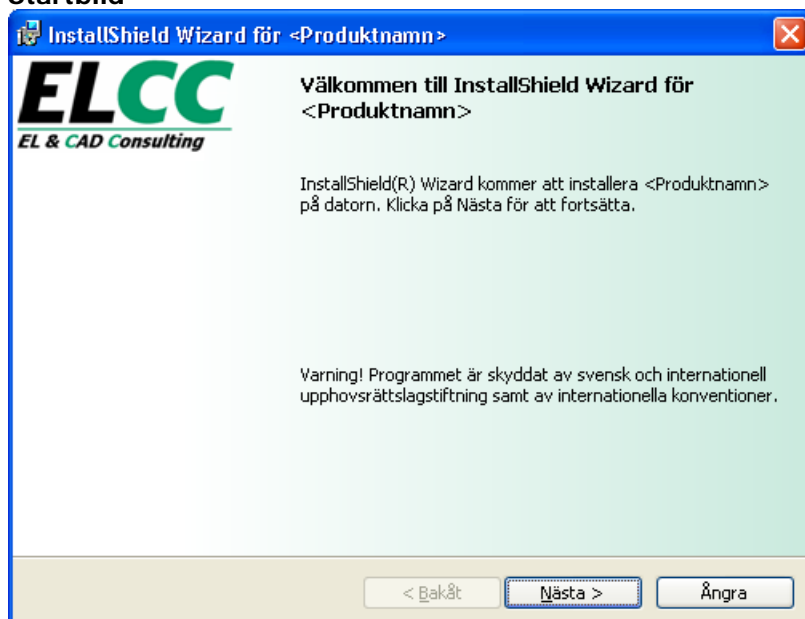 Startbild
InstallShield Wizard för <Produktnamn>
ELCC
EL & CAD Consulting
Välkommen till InstallShield Wizard för
<Produktnamn>
InstallShield(R) Wizard kommer att installera <Produktnamn>
på datorn. Klicka på Nästa för att fortsätta.
Varning! Programmet är skyddat av svensk och internationell
upphovsrättslagstiftning samt av internationella konventioner.
< Bakåt Nästa > Ångra